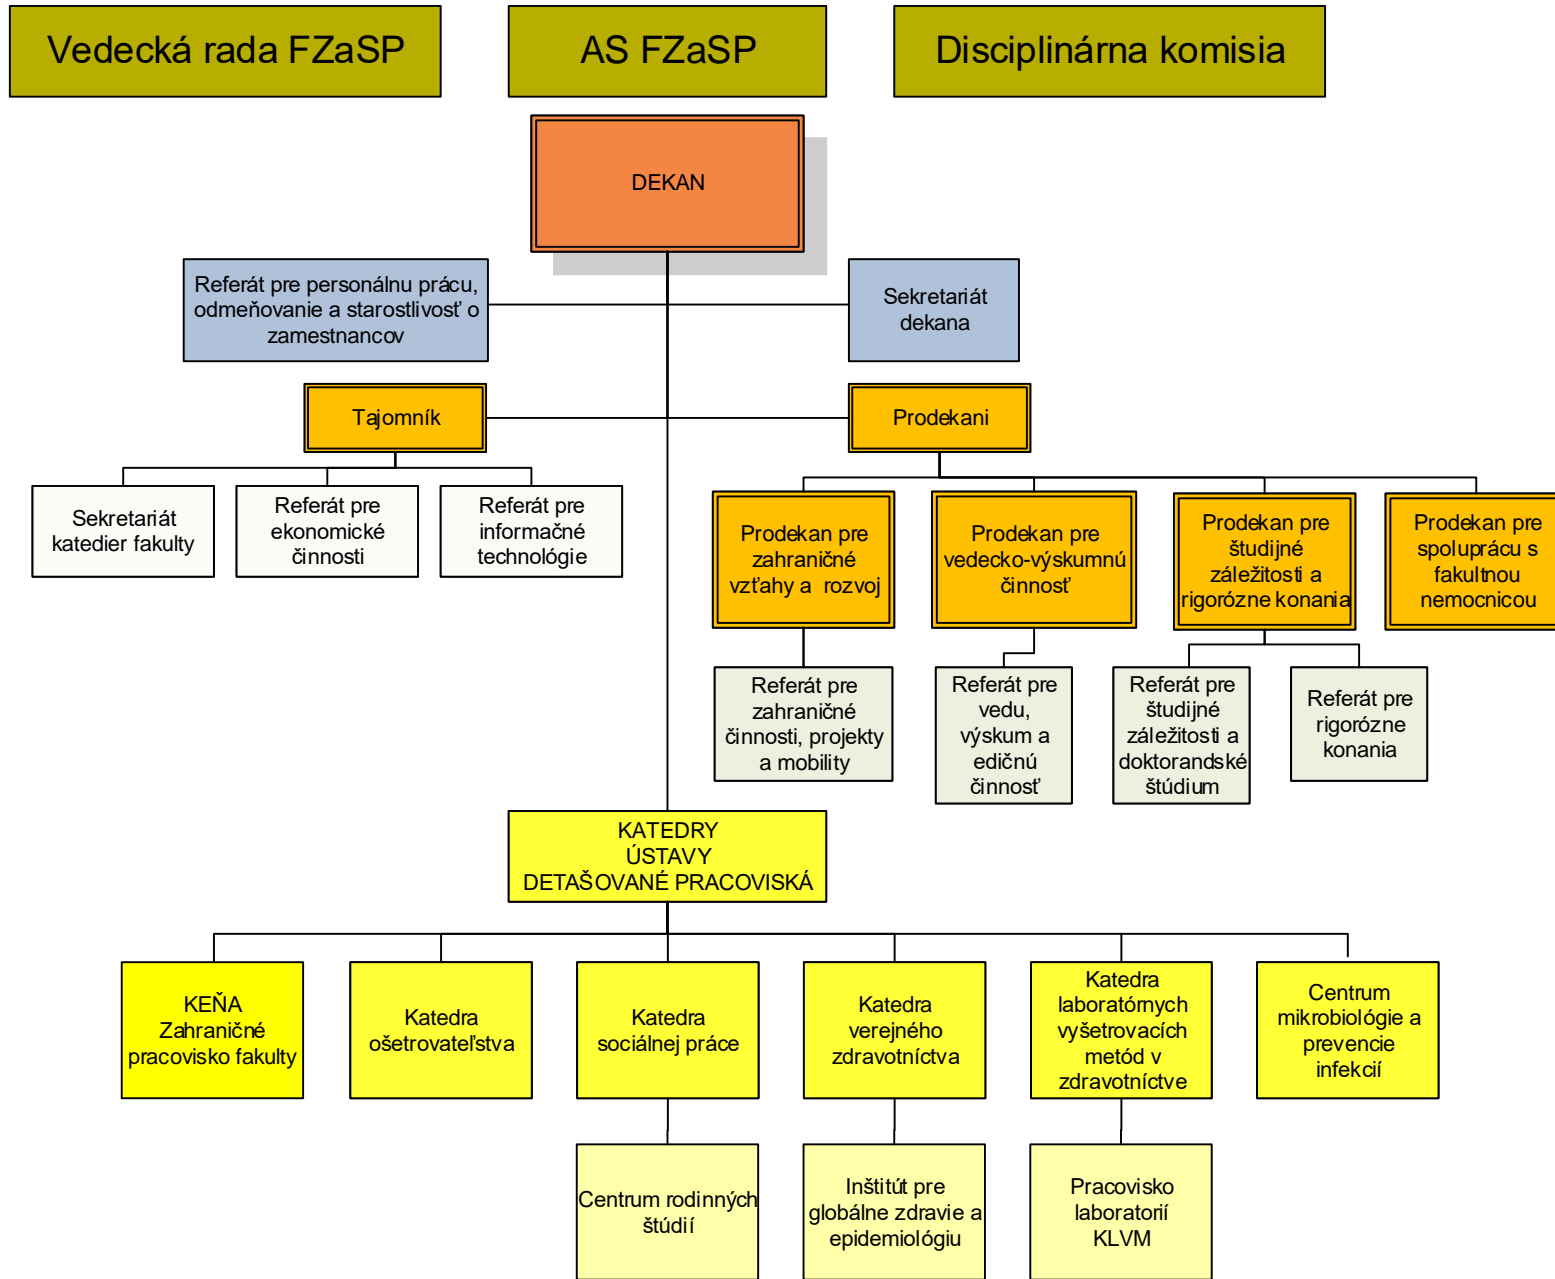 Vedecká rada FZaSP
AS FZaSP
Disciplinárna komisia
DEKAN
Referát pre personálnu prácu,
odmeňovanie a starostlivosť o
zamestnancov
Sekretariát
dekana
Tajomník
Prodekani
Sekretariát
katedier fakulty
Referát pre
ekonomické
činnosti
Referát pre
informačné
technológie
Prodekan pre
zahraničné
vzťahy a rozvoj
Prodekan pre
vedecko-výskumnú
činnosť
Prodekan pre
študijné
záležitosti a
rigorózne konania
Prodekan pre
spoluprácu s
fakultnou
nemocnicou
Referát pre
zahraničné
činnosti, projekty
a mobility
Referát pre
vedu,
výskum a
edičnú
činnosť
Referát pre
študijné
záležitosti a
doktorandské
štúdium
Referát pre
rigorózne
konania
KATEDRY
ÚSTAVY
DETAŠOVANÉ PRACOVISKÁ
KEŇA
Zahraničné
pracovisko fakulty
Katedra
ošetrovateľstva
Katedra
sociálnej práce
Katedra
verejného
zdravotníctva
Katedra
laboratórnych
vyšetrovacích
metód v
zdravotníctve
Centrum
mikrobiológie a
prevencie
infekcií
Centrum rodinných
štúdií
Inštitút pre
globálne zdravie a
epidemiológiu
Pracovisko
laboratorií
KLVM